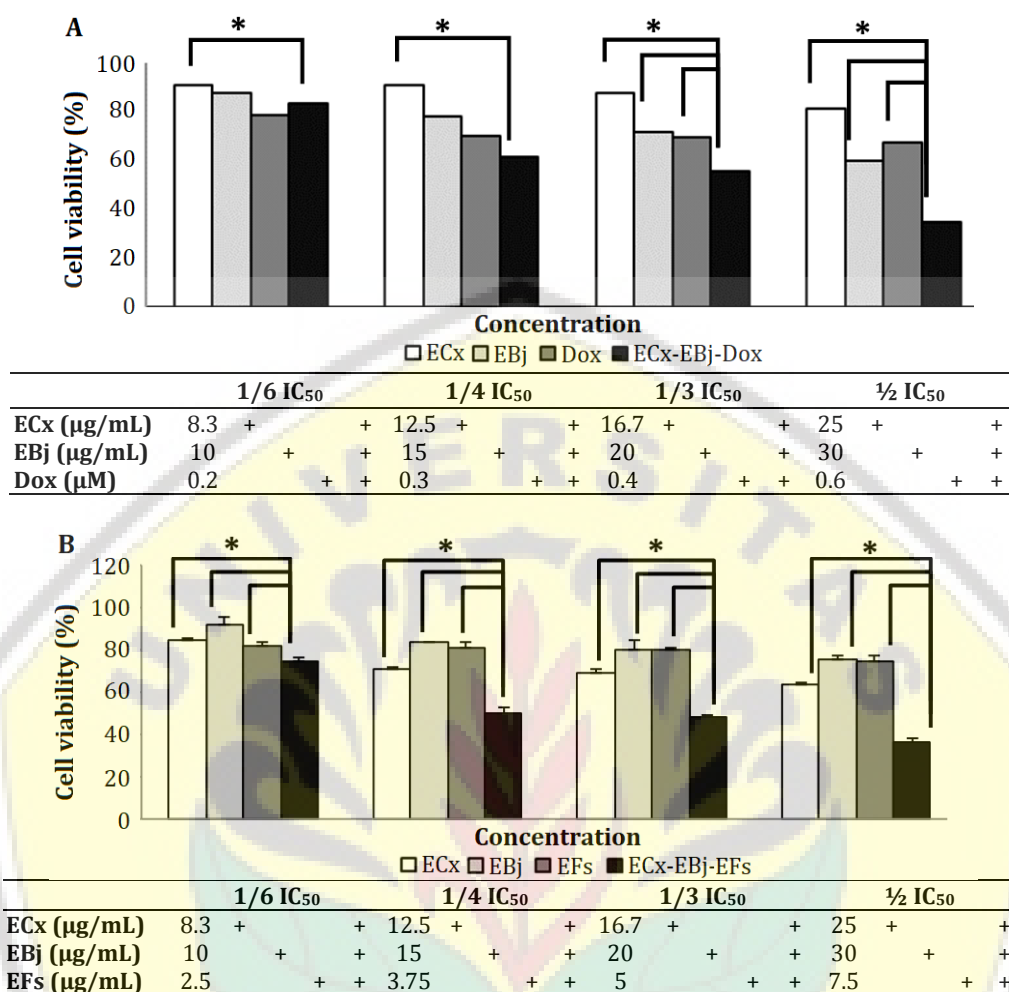 A
* * * *
Cell viability (%)
100
80
60
40
20
0
Concentration
ECx EBj Dox ECx-EBj-Dox
1/6 IC₅₀ 1/4 IC₅₀ 1/3 IC₅₀ ½ IC₅₀
ECx (µg/mL) 8.3 + + 12.5 + + 16.7 + + 25 + +
EBj (µg/mL) 10 + + 15 + + 20 + + 30 + +
Dox (µM) 0.2 + + 0.3 + + 0.4 + + 0.6 + +
UNIVERSITAS
B
* * * *
Cell viability (%)
120
100
80
60
40
20
0
Concentration
ECx EBj EFs ECx-EBj-EFs
1/6 IC₅₀ 1/4 IC₅₀ 1/3 IC₅₀ ½ IC₅₀
ECx (µg/mL) 8.3 + + 12.5 + + 16.7 + + 25 + +
EBj (µg/mL) 10 + + 15 + + 20 + + 30 + +
EFs (µg/mL) 2.5 + + 3.75 + + 5 + + 7.5 + +